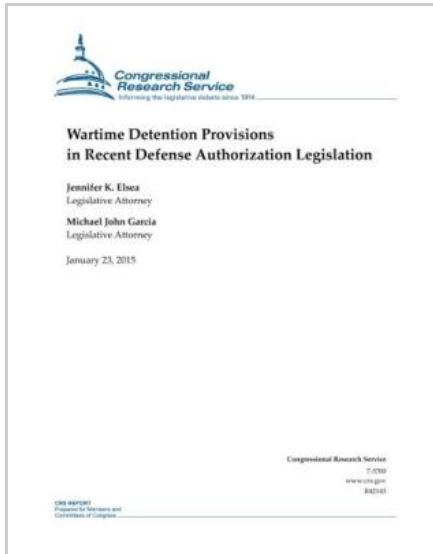 Congressional
Research Service
Informing the legislative debate since 1914
Wartime Detention Provisions
in Recent Defense Authorization Legislation
Jennifer K. Elsea
Legislative Attorney
Michael John Garcia
Legislative Attorney
January 23, 2015
Congressional Research Service
7-5700
www.crs.gov
R42143
CRS REPORT
Prepared for Members and
Committees of Congress